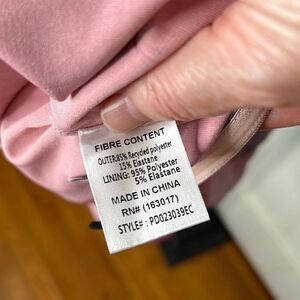 FIBRE CONTENT
OUTER:85% Recycled polyester
15% Elastane
LINING: 95% Polyester
5% Elastane
MADE IN CHINA
RN# (163017)
STYLE# : PD023039EC